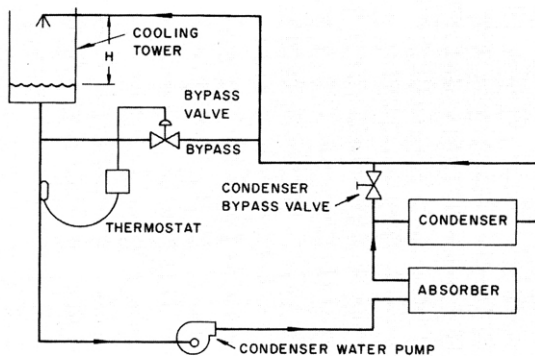 COOLING
TOWER
H
BYPASS
VALVE
BYPASS
THERMOSTAT
CONDENSER
BYPASS VALVE
CONDENSER
ABSORBER
CONDENSER WATER PUMP